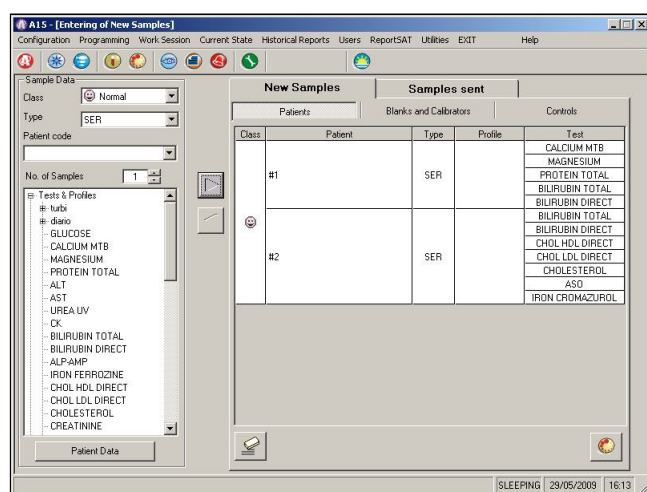 A15 - [Entering of New Samples]
Configuration Programming Work Session Current State Historical Reports Users ReportSAT Utilities EXIT Help
Sample Data
Class Normal
Type SER
Patient code
No. of Samples 1
Tests & Profiles
turbi
diario
GLUCOSE
CALCIUM MTB
MAGNESIUM
PROTEIN TOTAL
ALT
AST
UREA UV
CK
BILIRUBIN TOTAL
BILIRUBIN DIRECT
ALP-AMP
IRON FERROZINE
CHOL HDL DIRECT
CHOL LDL DIRECT
CHOLESTEROL
CREATININE
Patient Data
New Samples Samples sent
Patients Blanks and Calibrators Controls
Class Patient Type Profile Test
#1 SER
CALCIUM MTB
MAGNESIUM
PROTEIN TOTAL
BILIRUBIN TOTAL
BILIRUBIN DIRECT
#2 SER
BILIRUBIN TOTAL
BILIRUBIN DIRECT
CHOL HDL DIRECT
CHOL LDL DIRECT
CHOLESTEROL
ASO
IRON CROMAZUROL
SLEEPING 29/05/2009 16:13